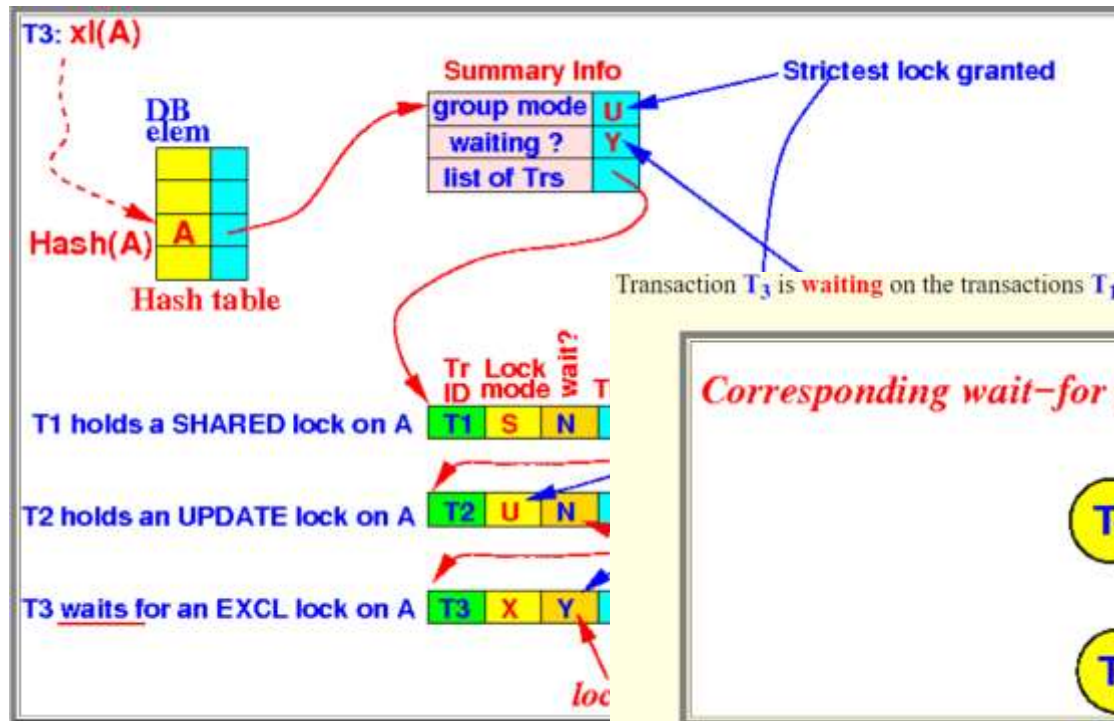 T3: xl(A)
Summary Info
Strictest lock granted
DB
elem
group mode U
waiting ? Y
list of Trs
Hash(A) A
Hash table
Transaction T3 is waiting on the transactions T1
Tr
ID
Lock
mode
wait?
T
Corresponding wait-for
T1 holds a SHARED lock on A T1 S N
T2 holds an UPDATE lock on A T2 U N
T3 waits for an EXCL lock on A T3 X Y
T
T
loc